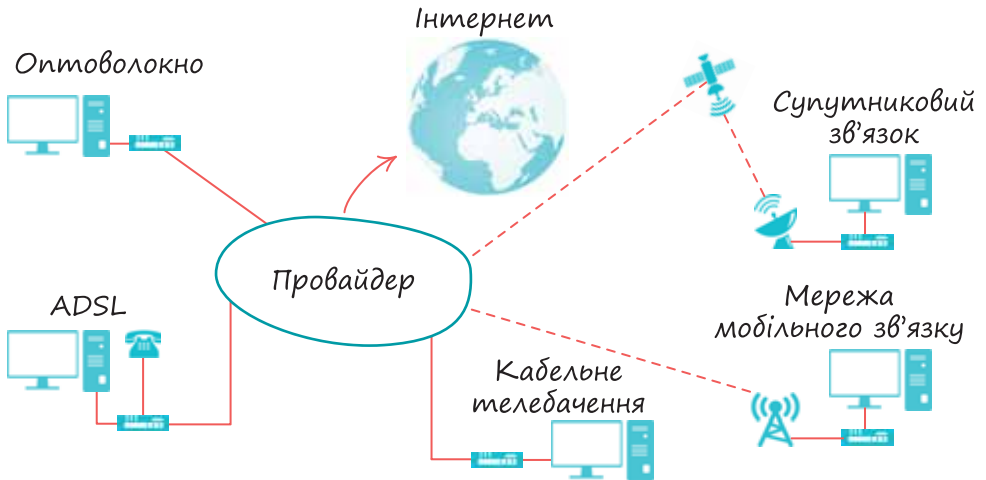 Інтернет
Оптоволокно
Супутниковий
зв’язок
Провайдер
ADSL
Мережа
мобільного зв’язку
Кабельне
телебачення